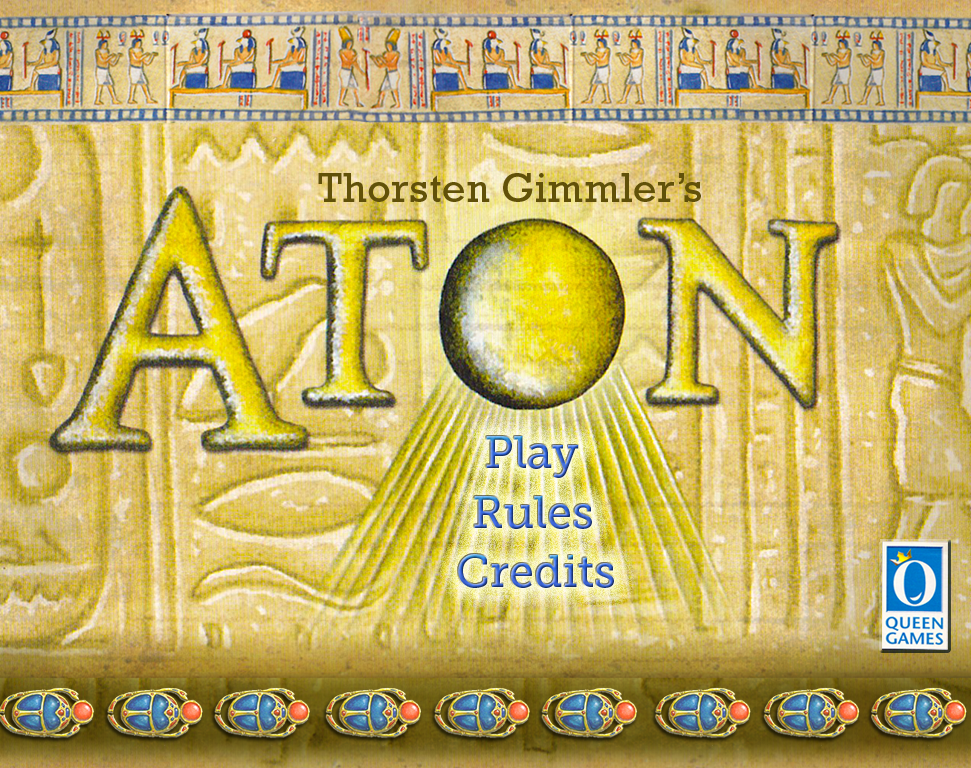 Thorsten Gimmler's
ATON
Play
Rules
Credits
QUEEN
GAMES